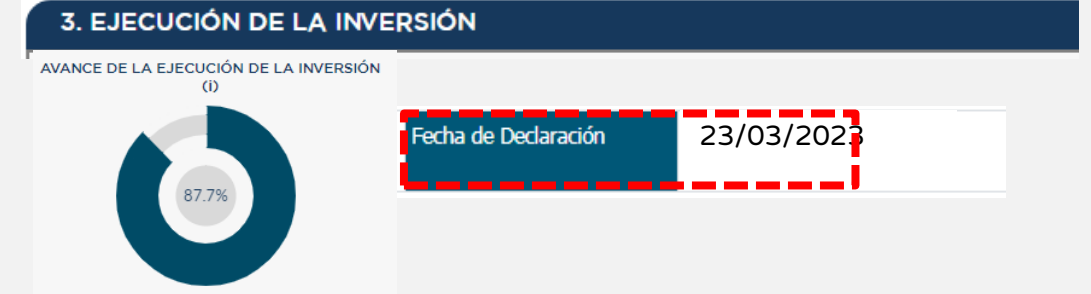 3. EJECUCIÓN DE LA INVERSIÓN
AVANCE DE LA EJECUCIÓN DE LA INVERSIÓN
(i)
Fecha de Declaración 23/03/2023
87.7%